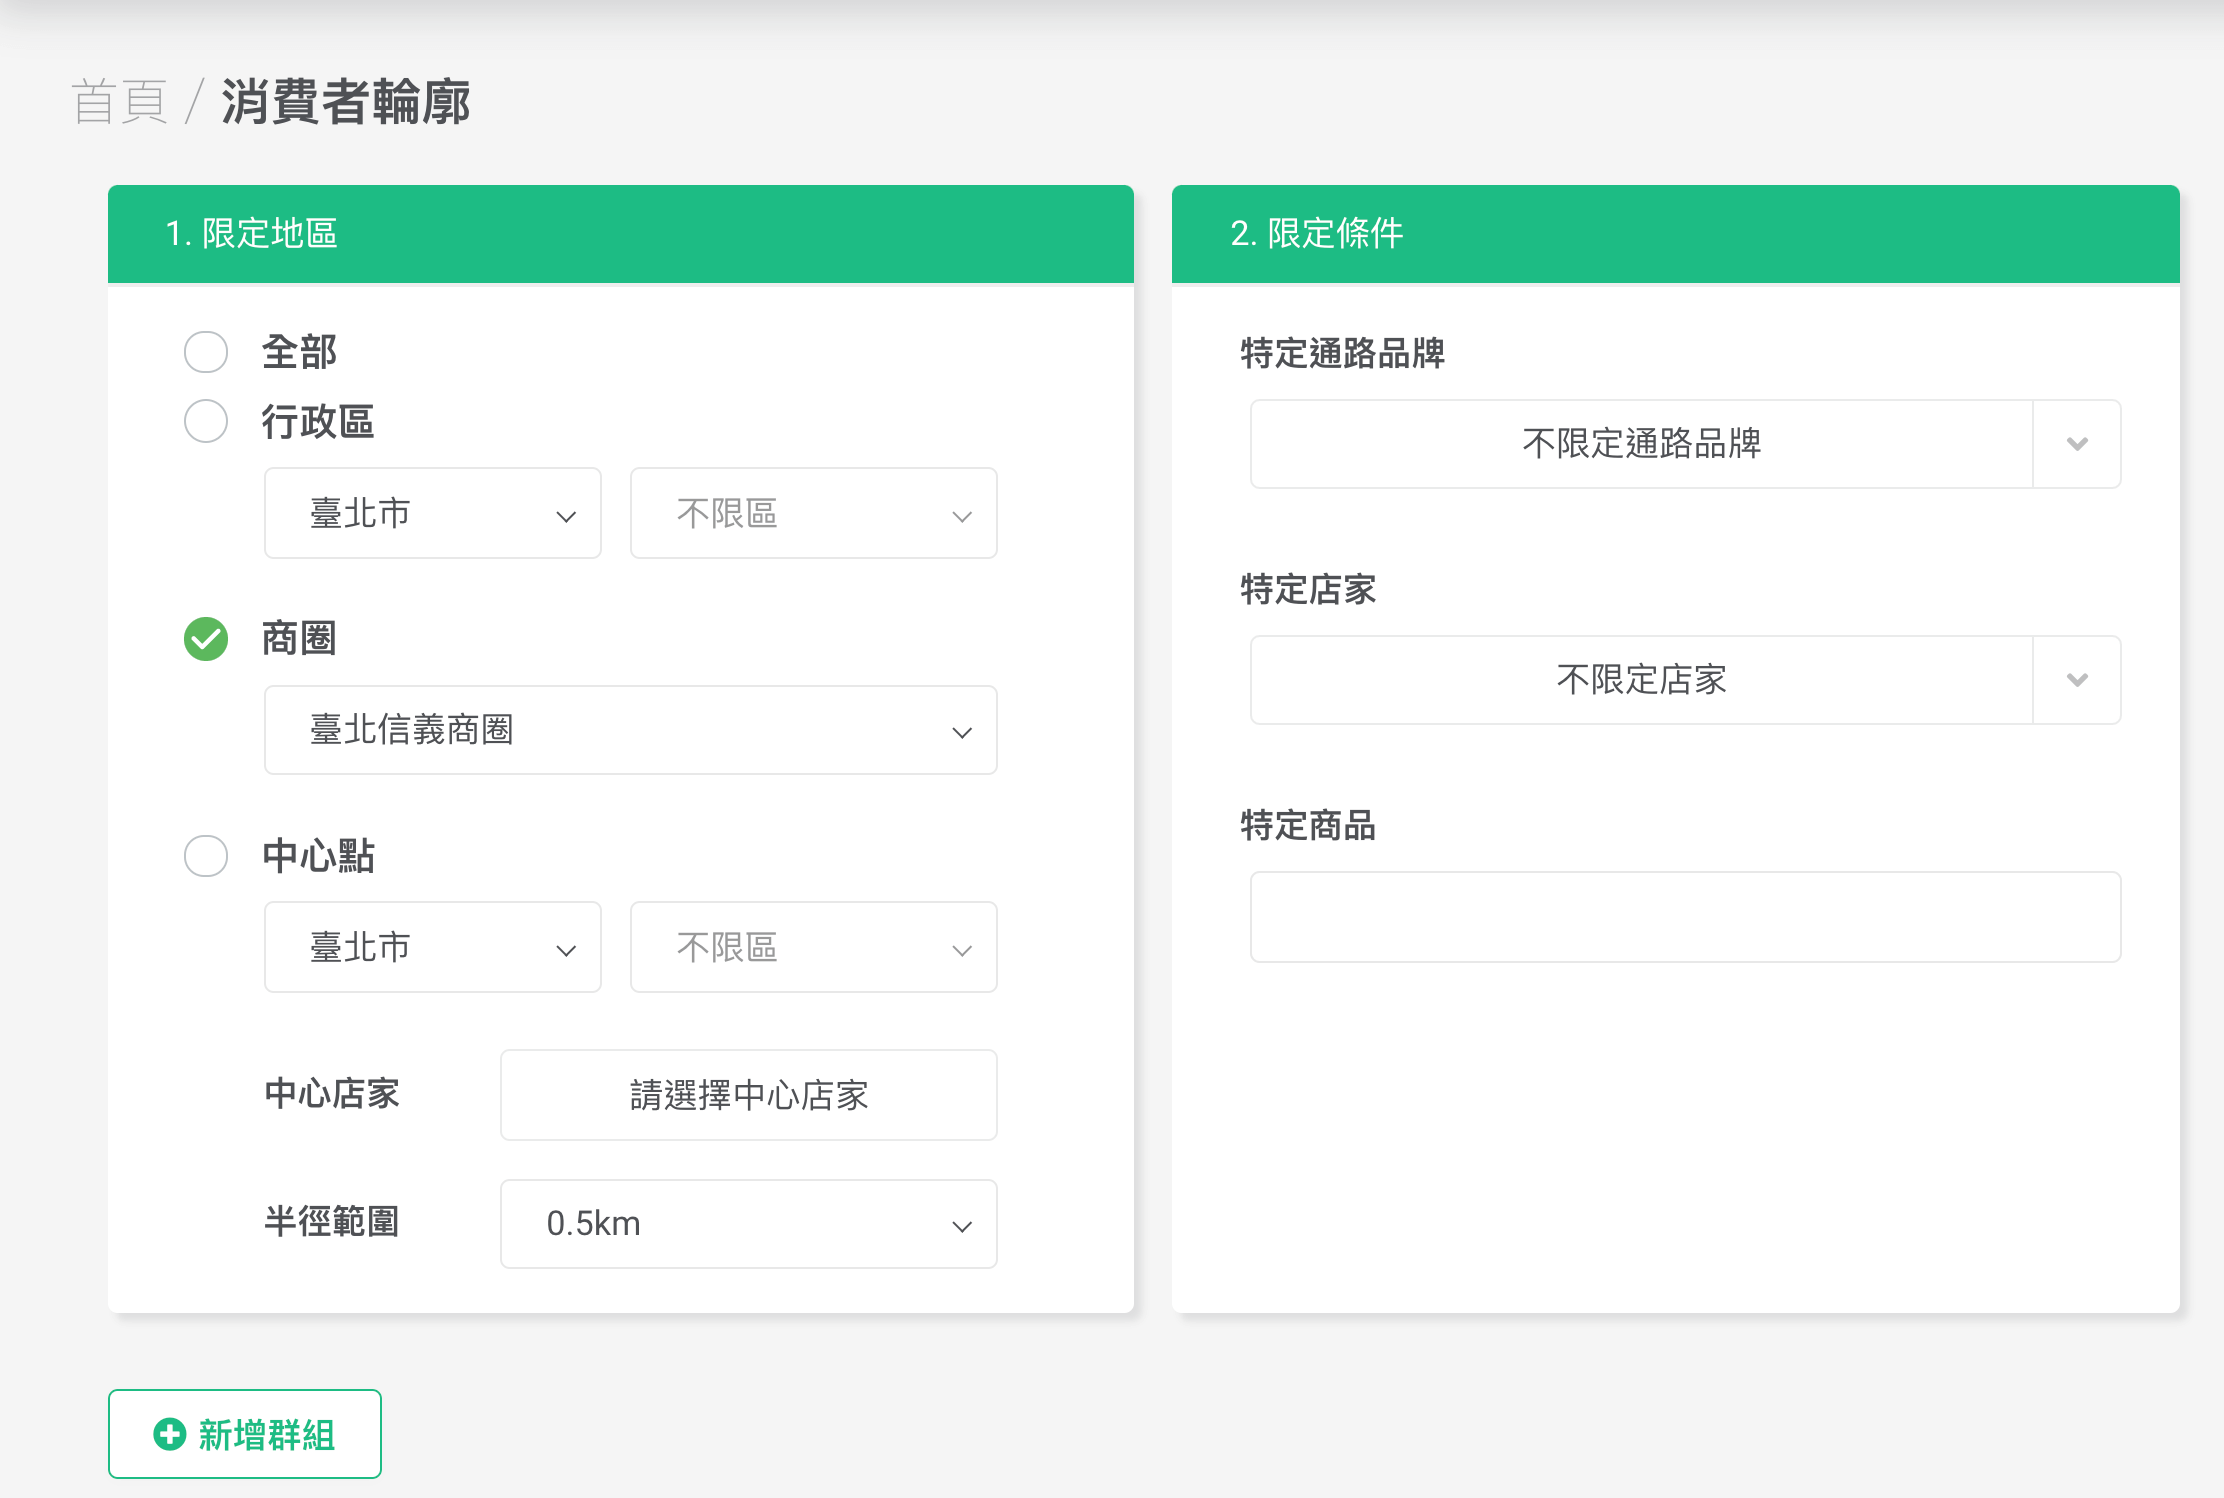 首頁 / 消費者輪廓
1. 限定地區
全部
行政區
臺北市 不限區
商圈
臺北信義商圈
中心點
臺北市 不限區
中心店家 請選擇中心店家
半徑範圍 0.5km
2. 限定條件
特定通路品牌
不限定通路品牌
特定店家
不限定店家
特定商品
新增群組